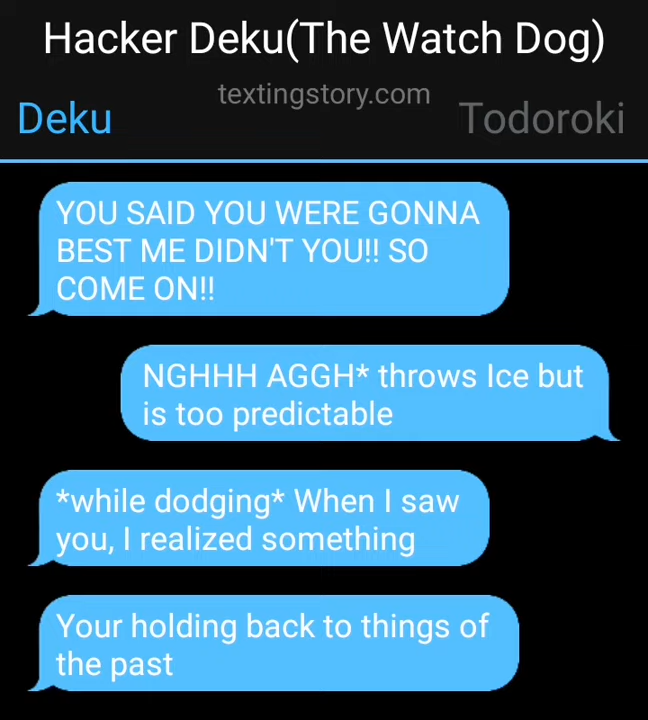 Hacker Deku(The Watch Dog)
textingstory.com
Deku
Todoroki
YOU SAID YOU WERE GONNA
BEST ME DIDN'T YOU!! SO
COME ON!!
NGHHH AGGH* throws Ice but
is too predictable
*while dodging* When I saw
you, I realized something
Your holding back to things of
the past